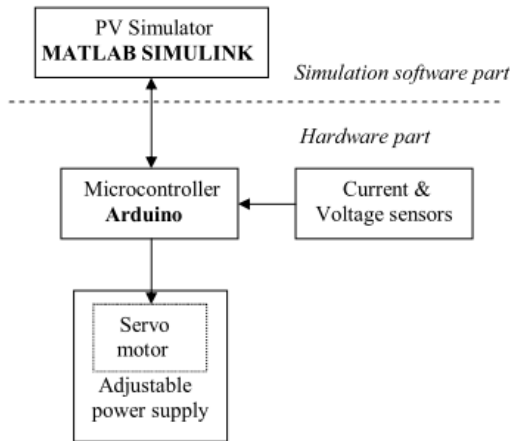 PV Simulator
MATLAB SIMULINK
Simulation software part
Hardware part
Microcontroller
Arduino
Current &
Voltage sensors
Servo
motor
Adjustable
power supply